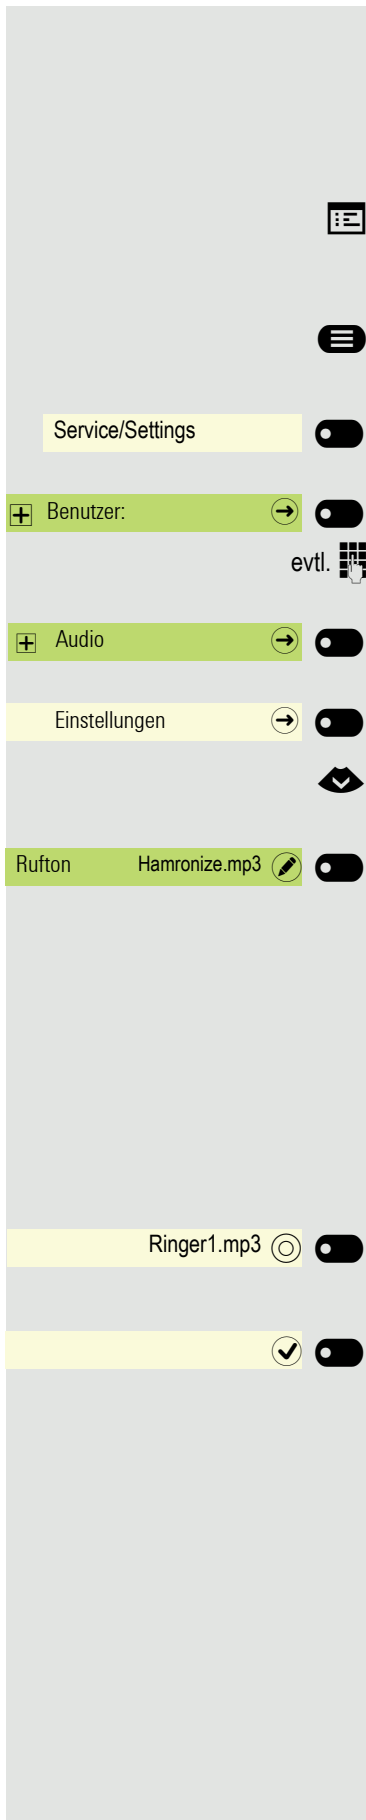 Service/Settings
Benutzer:
evtl.
Audio
Einstellungen
Rufton Hamronize.mp3
Ringer1.mp3